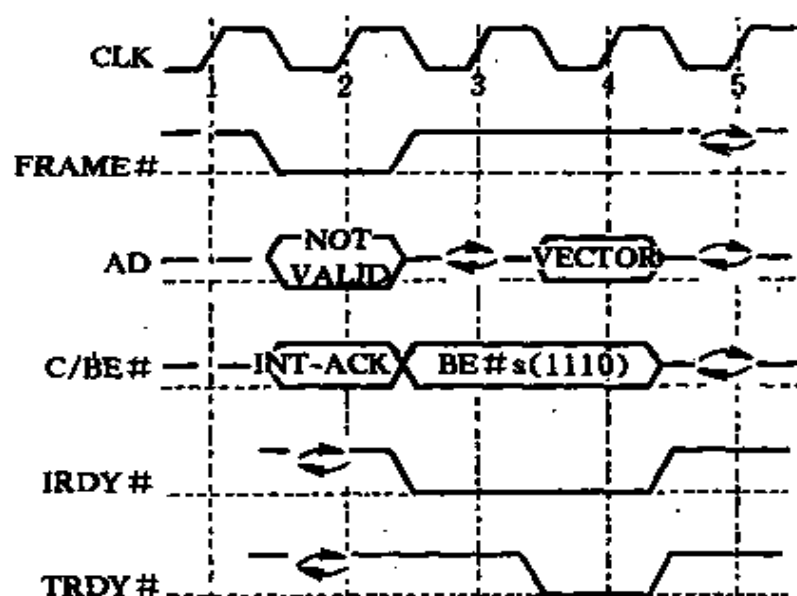 CLK
1 2 3 4 5
FRAME#
AD
NOT
VALID
VECTOR
C/BE#
INT-ACK
BE#s(1110)
IRDY#
TRDY#